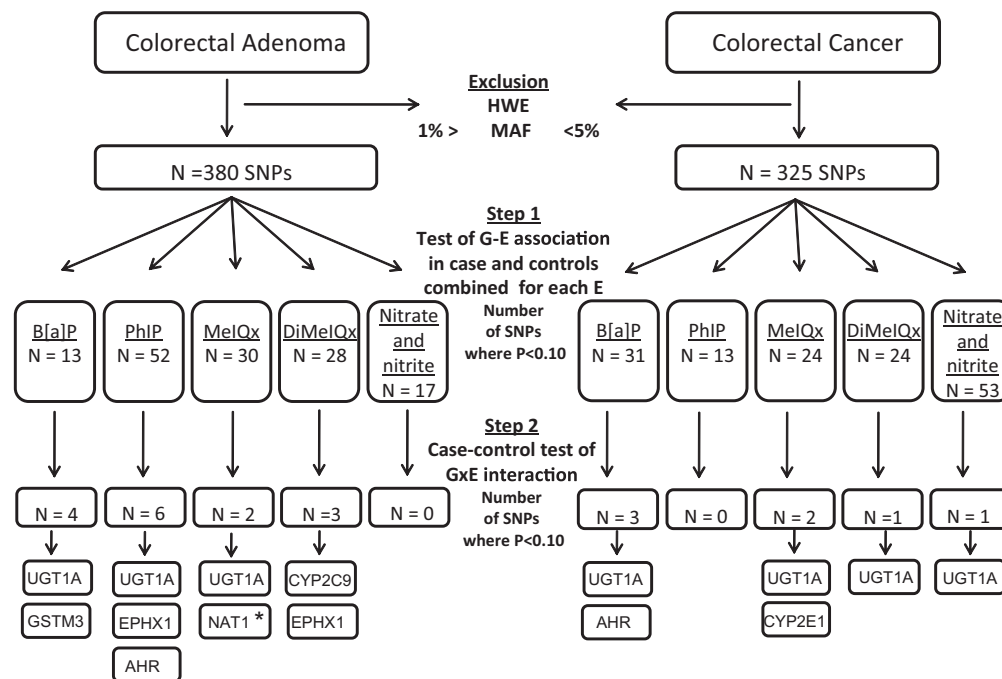 Colorectal Adenoma
Colorectal Cancer
Exclusion
HWE
1% > MAF <5%
N =380 SNPs
N = 325 SNPs
Step 1
Test of G-E association
in case and controls
combined for each E
Number
of SNPs
where P<0.10
B[a]P
N = 13
PhIP
N = 52
MeIQx
N = 30
DiMeIQx
N = 28
Nitrate
and
nitrite
N = 17
B[a]P
N = 31
PhIP
N = 13
MeIQx
N = 24
DiMeIQx
N = 24
Nitrate
and
nitrite
N = 53
Step 2
Case-control test of
GxE interaction
Number
of SNPs
where P<0.10
N = 4
N = 6
N = 2
N =3
N = 0
N = 3
N = 0
N = 2
N =1
N = 1
UGT1A
GSTM3
UGT1A
EPHX1
AHR
UGT1A
NAT1 *
CYP2C9
EPHX1
UGT1A
AHR
UGT1A
CYP2E1
UGT1A
UGT1A